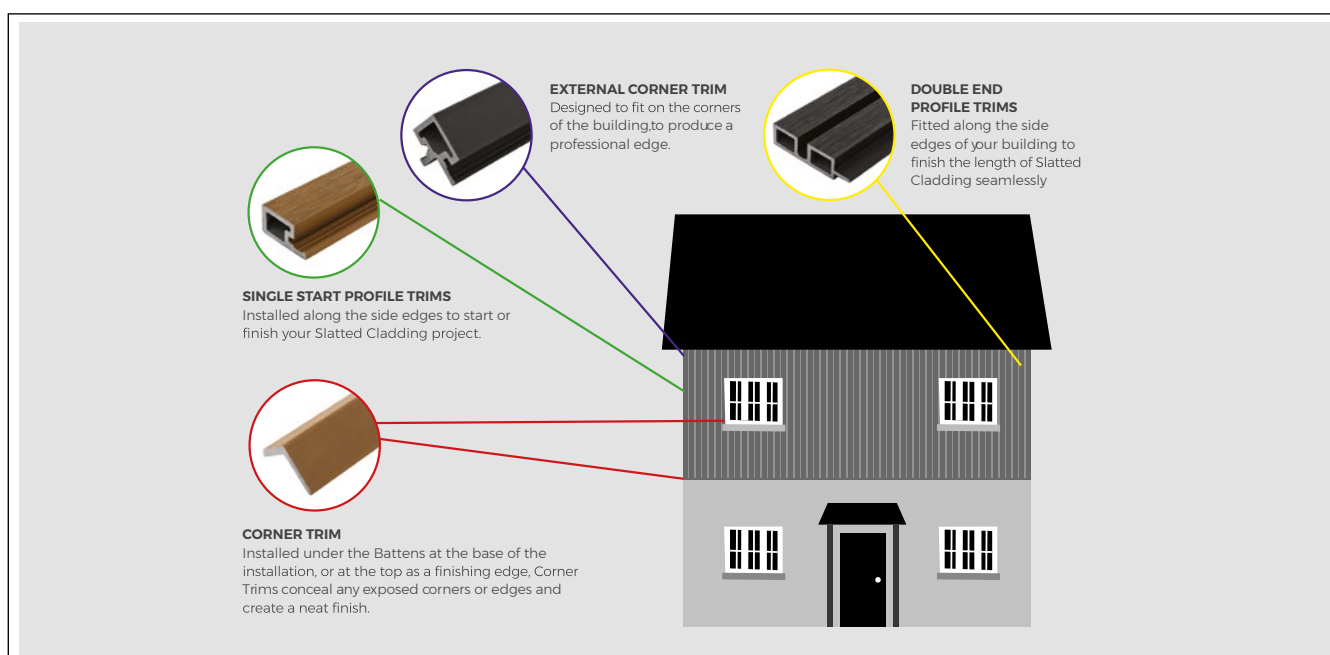 EXTERNAL CORNER TRIM
Designed to fit on the corners
of the building,to produce a
professional edge.
DOUBLE END
PROFILE TRIMS
Fitted along the side
edges of your building to
finish the length of Slatted
Cladding seamlessly
SINGLE START PROFILE TRIMS
Installed along the side edges to start or
finish your Slatted Cladding project.
CORNER TRIM
Installed under the Battens at the base of the
installation, or at the top as a finishing edge, Corner
Trims conceal any exposed corners or edges and
create a neat finish.